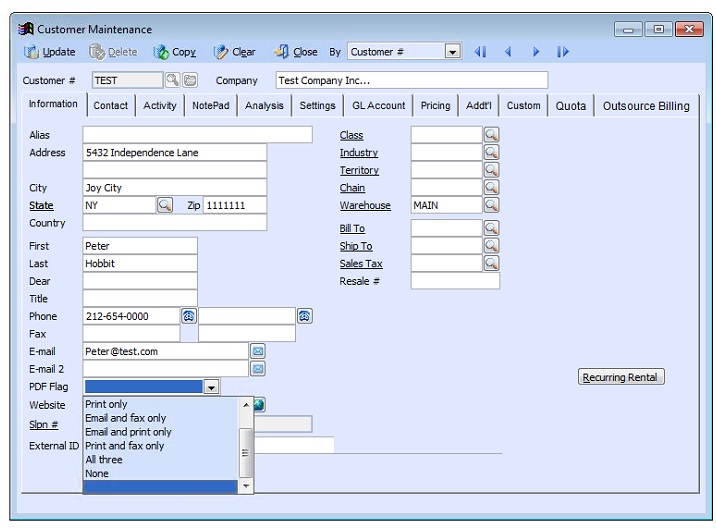 Customer Maintenance
Update Delete Copy Clear Close By Customer #
Customer # TEST Company Test Company Inc...
Information Contact Activity NotePad Analysis Settings GL Account Pricing Addt'l Custom Quota Outsource Billing
Alias Class
Address 5432 Independence Lane Industry
Territory
City Joy City Chain
State NY Zip 1111111 Warehouse MAIN
Country Bill To
First Peter Ship To
Last Hobbit Sales Tax
Dear Resale #
Title
Phone 212-654-0000
Fax
E-mail Peter@test.com
E-mail 2
PDF Flag Recurring Rental
Website Print only
Email and fax only
Slpn # Email and print only
External ID Print and fax only
All three
None